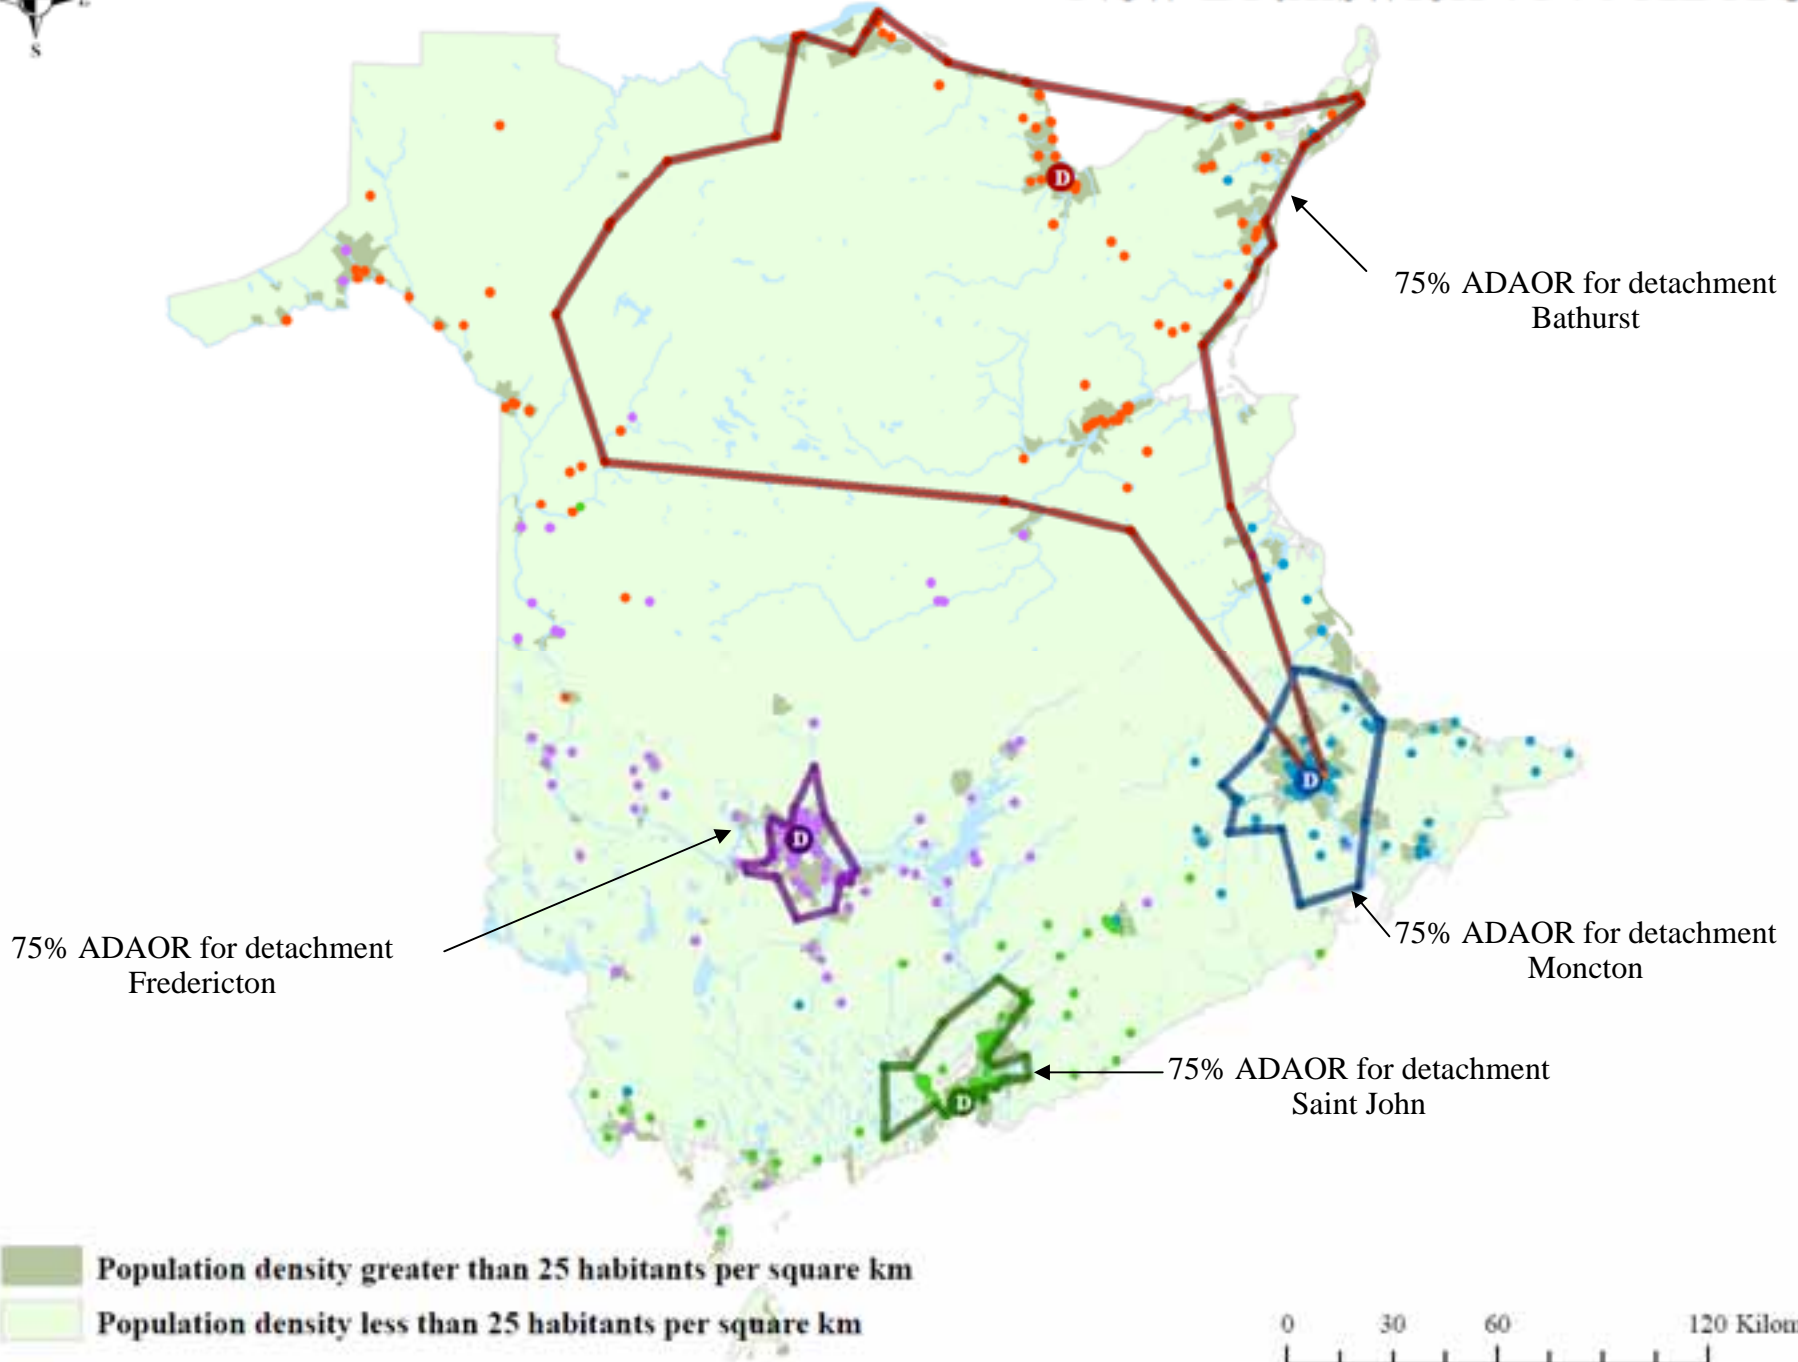 S
D
75% ADAOR for detachment
Bathurst
D
D
75% ADAOR for detachment
Fredericton
75% ADAOR for detachment
Moncton
75% ADAOR for detachment
Saint John
D
Population density greater than 25 habitants per square km
Population density less than 25 habitants per square km
0 30 60 120 Kilom